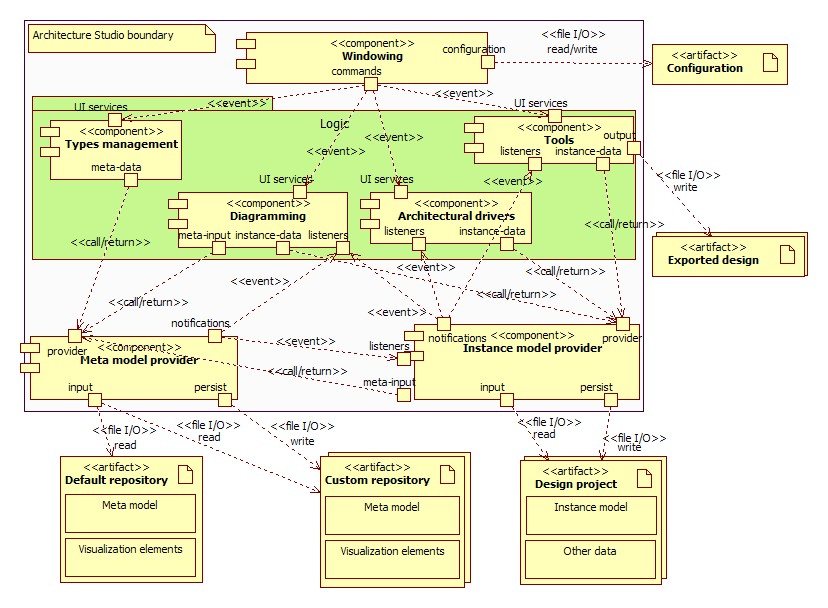 Architecture Studio boundary
<<component>>
Windowing
configuration
commands
<<file I/O>>
read/write
<<artifact>>
Configuration
<<event>>
<<event>>
<<event>>
<<event>>
Logic
UI services
<<component>>
Types management
meta-data
UI services
<<component>>
Tools
output
listeners
instance-data
<<file I/O>>
write
<<artifact>>
Exported design
UI services
<<component>>
Diagramming
meta-input
instance-data
listeners
UI services
<<component>>
Architectural drivers
listeners
instance-data
<<event>>
<<call/return>>
<<call/return>>
<<call/return>>
<<event>>
<<event>>
<<call/return>>
<<call/return>>
<<event>>
notifications
provider
<<component>>
Meta model provider
input
persist
<<event>>
<<call/return>>
listeners
meta-input
notifications
<<component>>
Instance model provider
provider
input
persist
<<file I/O>>
read
<<file I/O>>
read
<<file I/O>>
write
<<file I/O>>
read
<<file I/O>>
write
<<artifact>>
Default repository
Meta model
Visualization elements
<<artifact>>
Custom repository
Meta model
Visualization elements
<<artifact>>
Design project
Instance model
Other data